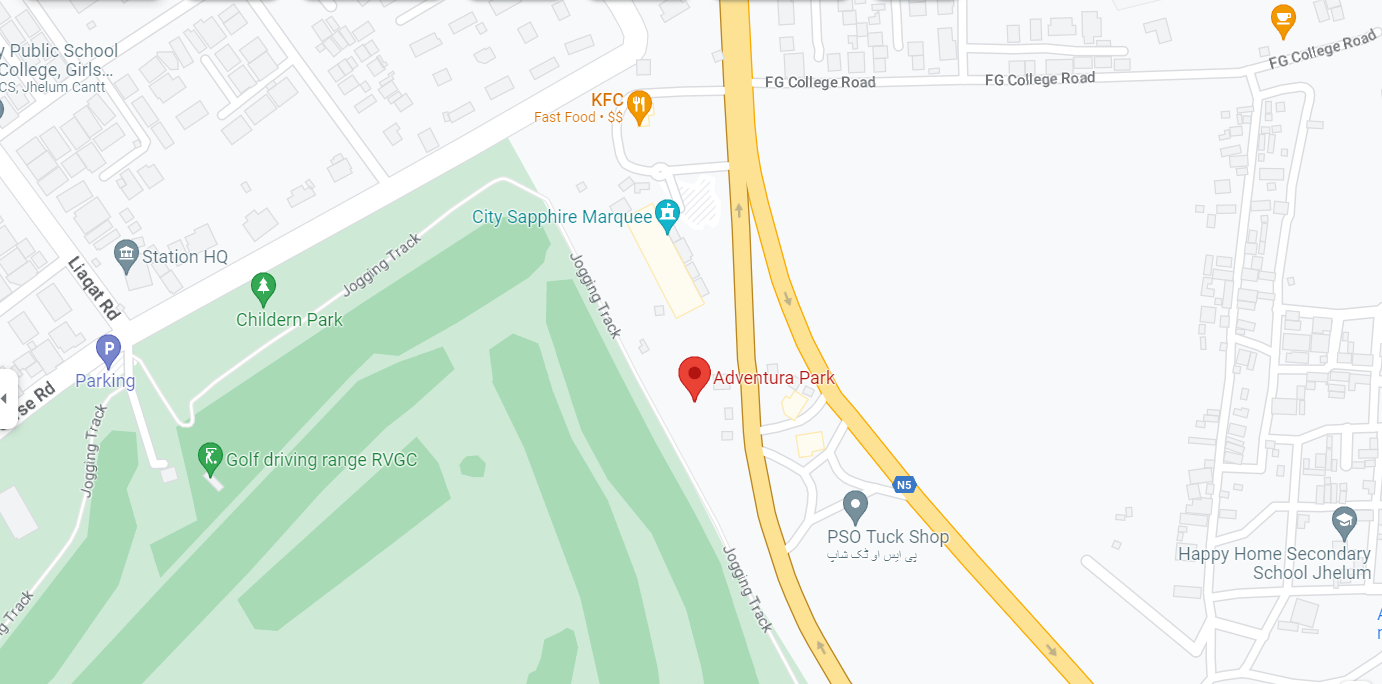 y Public School
College, Girls...
CS, Jhelum Cantt
FG College Road
FG College Road
FG College Road
KFC
Fast Food • $$
City Sapphire Marquee
Station HQ
Liaqat Rd
Jogging Track
Jogging Track
Childern Park
P
Parking
se Rd
Adventura Park
Jogging Track
Golf driving range RVGC
N5
PSO Tuck Shop
پی ایس او ٹک شاپ
Happy Home Secondary
School Jhelum
Jogging Track
g Track